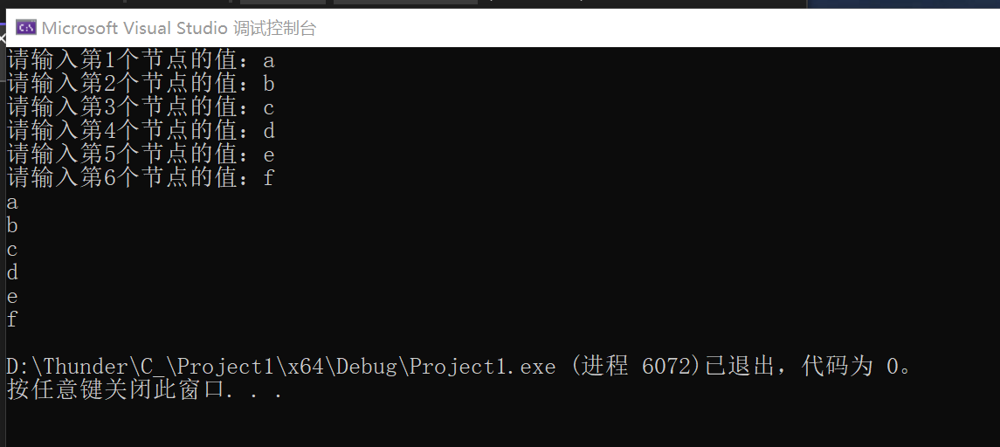 Microsoft Visual Studio 调试控制台
请输入第1个节点的值：a
请输入第2个节点的值：b
请输入第3个节点的值：c
请输入第4个节点的值：d
请输入第5个节点的值：e
请输入第6个节点的值：f
a
b
c
d
e
f
D:\Thunder\C_\Project1\x64\Debug\Project1.exe (进程 6072)已退出，代码为 0。
按任意键关闭此窗口. . .